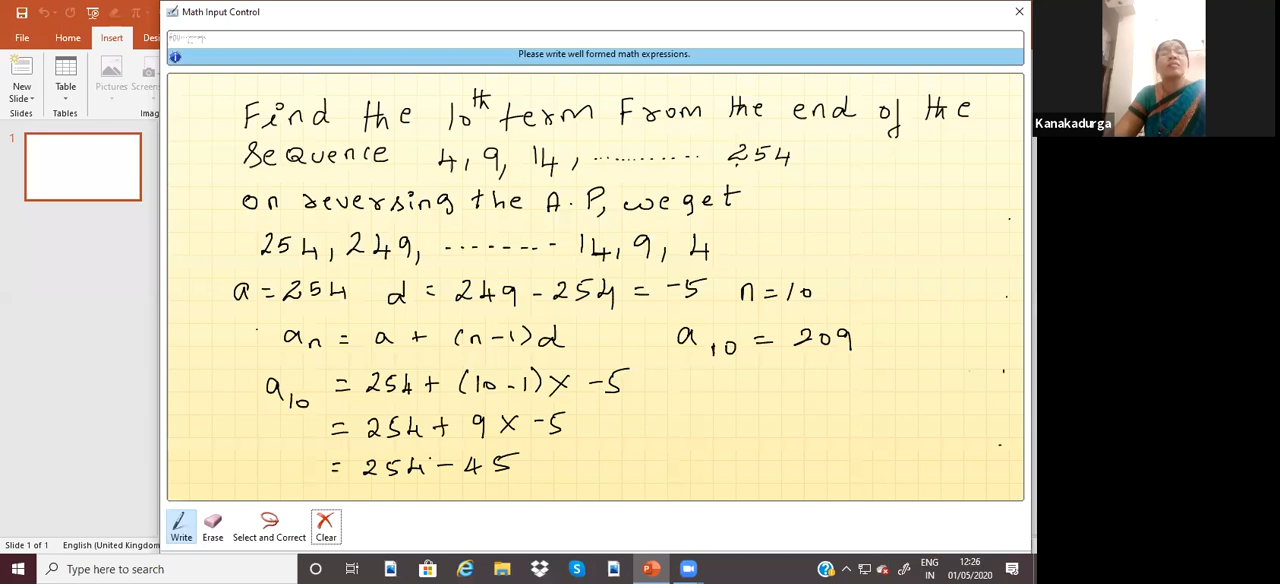 Math Input Control
File Home Insert Des
New Slide
Table
Pictures
Screens
Slides Tables Imag
Please write well formed math expressions.
Find the 10th term From the end of the
Sequence 4, 9, 14, ........... 254
on reversing the A.P, we get
254, 249, -------- 14, 9, 4
a = 254 d = 249 - 254 = -5 n = 10
an = a + (n-1)d a10 = 209
a10 = 254 + (10-1) X -5
= 254 + 9 X -5
= 254 - 45
Write Erase Select and Correct Clear
Kanakadurga
1
Slide 1 of 1 English (United Kingdom
Type here to search
ENG
IN
12:26
01/05/2020